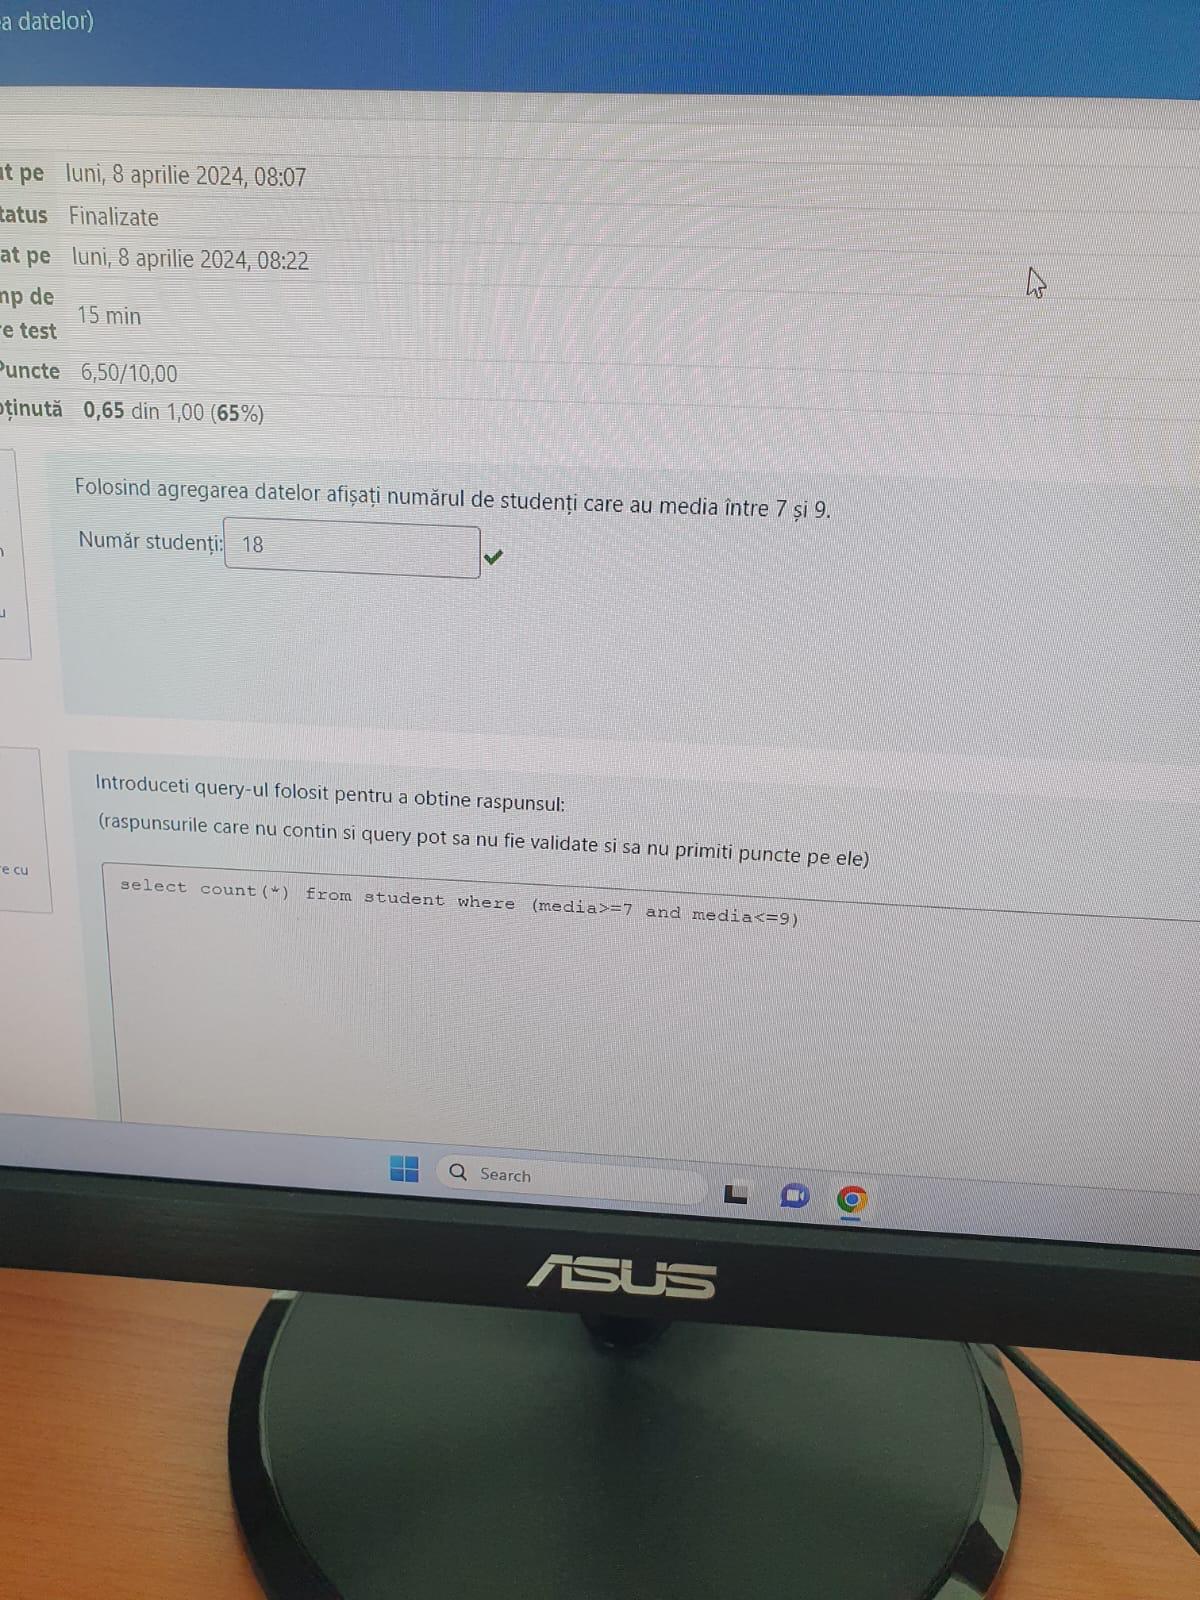 a datelor)
t pe luni, 8 aprilie 2024, 08:07
tatus Finalizate
at pe luni, 8 aprilie 2024, 08:22
mp de
e test
15 min
Puncte 6,50/10,00
ținută 0,65 din 1,00 (65%)
Folosind agregarea datelor afișați numărul de studenți care au media între 7 și 9.
Număr studenți: 18
Introduceti query-ul folosit pentru a obtine raspunsul:
(raspunsurile care nu contin si query pot sa nu fie validate si sa nu primiti puncte pe ele)
e cu
select count(*) from student where (media>=7 and media<=9)
Search
ASUS